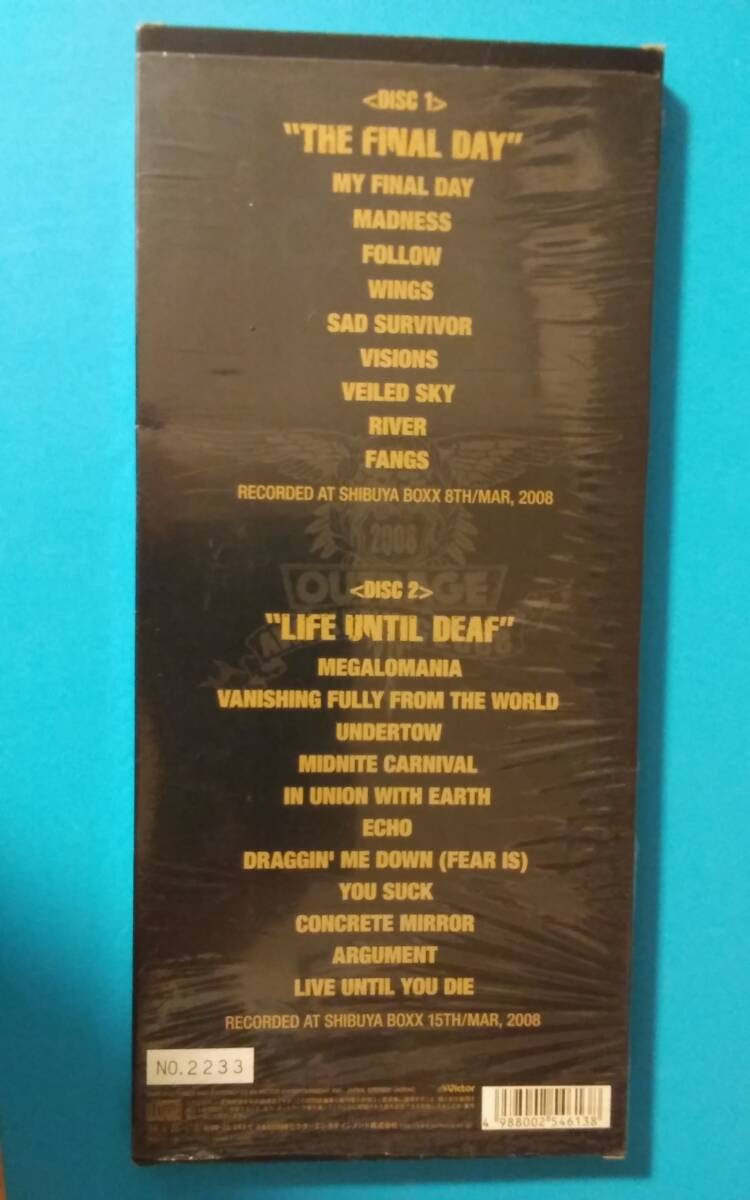 <DISC 1>
"THE FINAL DAY"
MY FINAL DAY
MADNESS
FOLLOW
WINGS
SAD SURVIVOR
VISIONS
VEILED SKY
RIVER
FANGS
RECORDED AT SHIBUYA BOXX 8TH/MAR, 2008
2008
<DISC 2>
"LIFE UNTIL DEAF"
MEGALOMANIA
VANISHING FULLY FROM THE WORLD
UNDERTOW
MIDNITE CARNIVAL
IN UNION WITH EARTH
ECHO
DRAGGIN' ME DOWN (FEAR IS)
YOU SUCK
CONCRETE MIRROR
ARGUMENT
LIVE UNTIL YOU DIE
RECORDED AT SHIBUYA BOXX 15TH/MAR, 2008
NO.2233
Victor
4 988002 546138